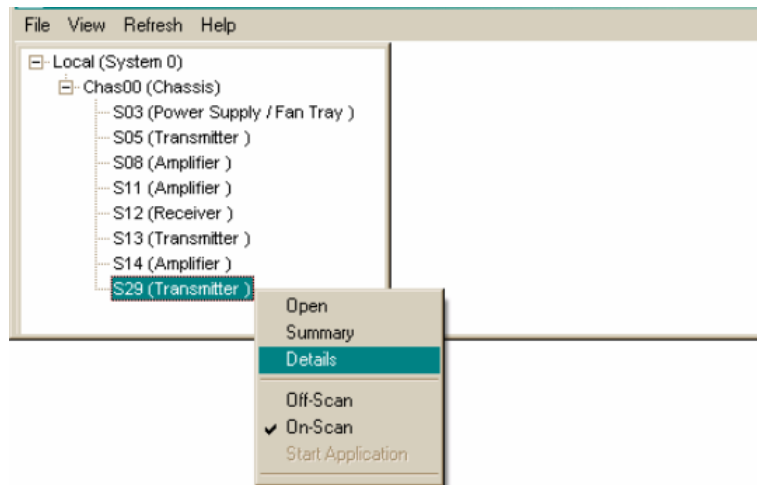 File View Refresh Help
Local (System 0)
Chas00 (Chassis)
S03 (Power Supply / Fan Tray )
S05 (Transmitter )
S08 (Amplifier )
S11 (Amplifier )
S12 (Receiver )
S13 (Transmitter )
S14 (Amplifier )
S29 (Transmitter )
Open
Summary
Details
Off-Scan
On-Scan
Start Application